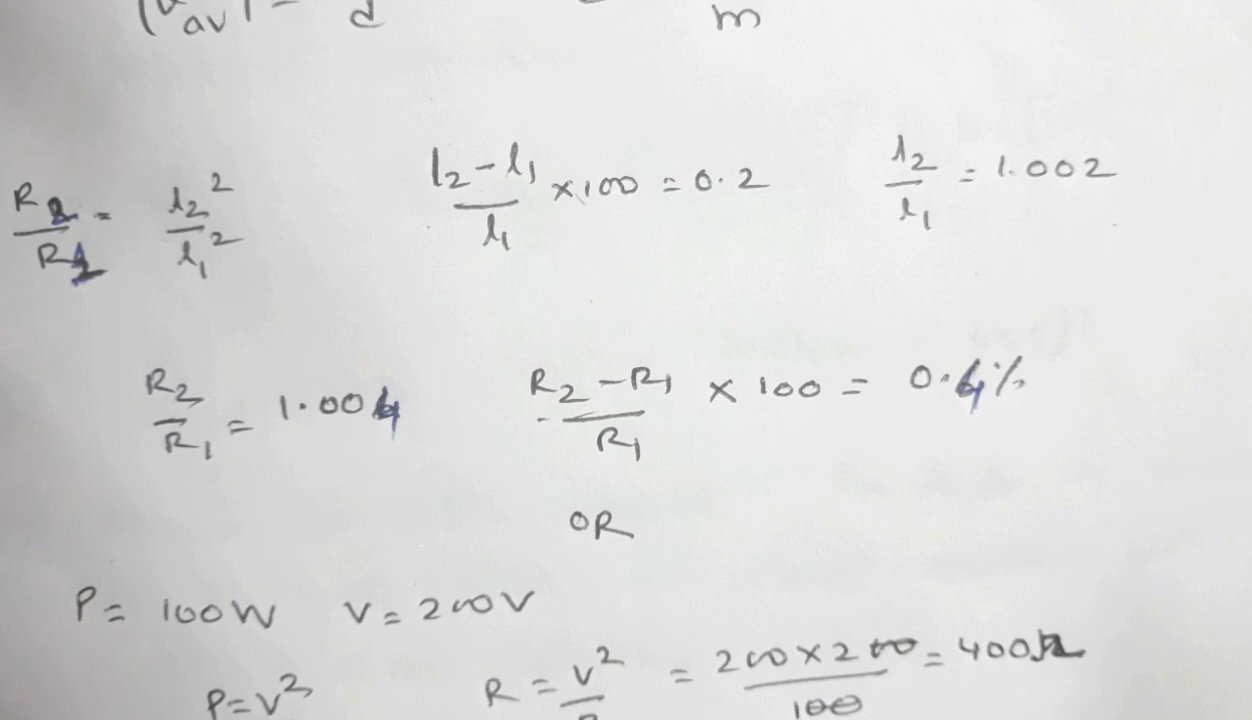 av d m
R2/R1 = l2²/l1² (l2-l1)/l1 ×100 = 0.2 l2/l1 = 1.002
R2/R1 = 1.004 (R2-R1)/R1 × 100 = 0.4%
OR
P= 100W V= 200V
P=V² R = V² = (200×200)/100 = 400Ω